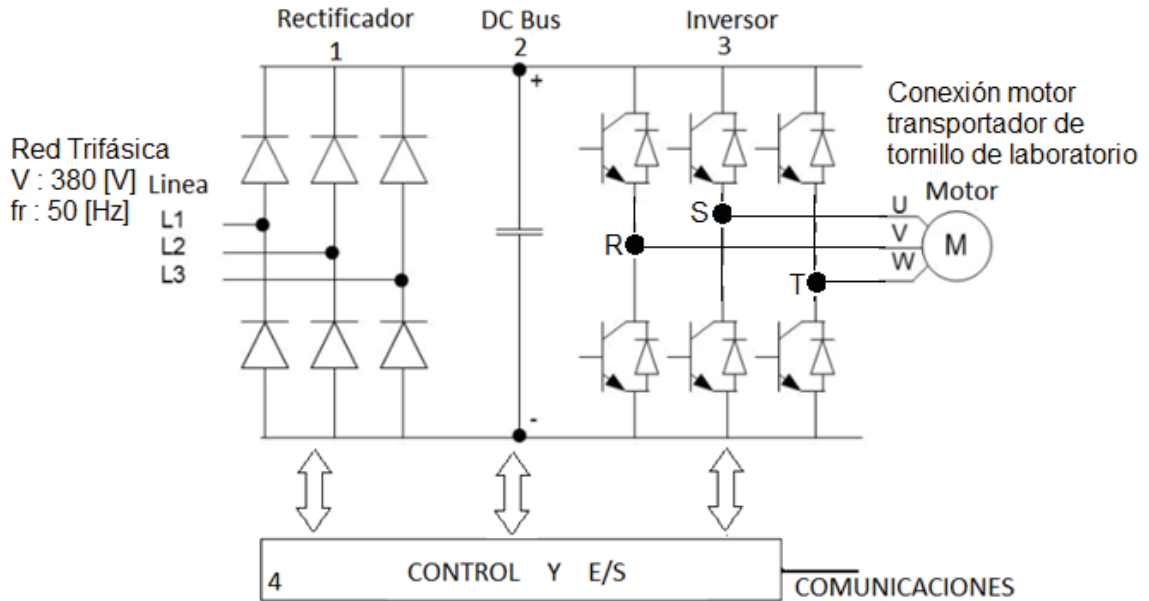 Rectificador
1
DC Bus
2
Inversor
3
+
-
Red Trifásica
V : 380 [V]
fr : 50 [Hz]
Linea
L1
L2
L3
R
S
T
Conexión motor
transportador de
tornillo de laboratorio
Motor
U
V
W
M
4
CONTROL Y E/S
COMUNICACIONES